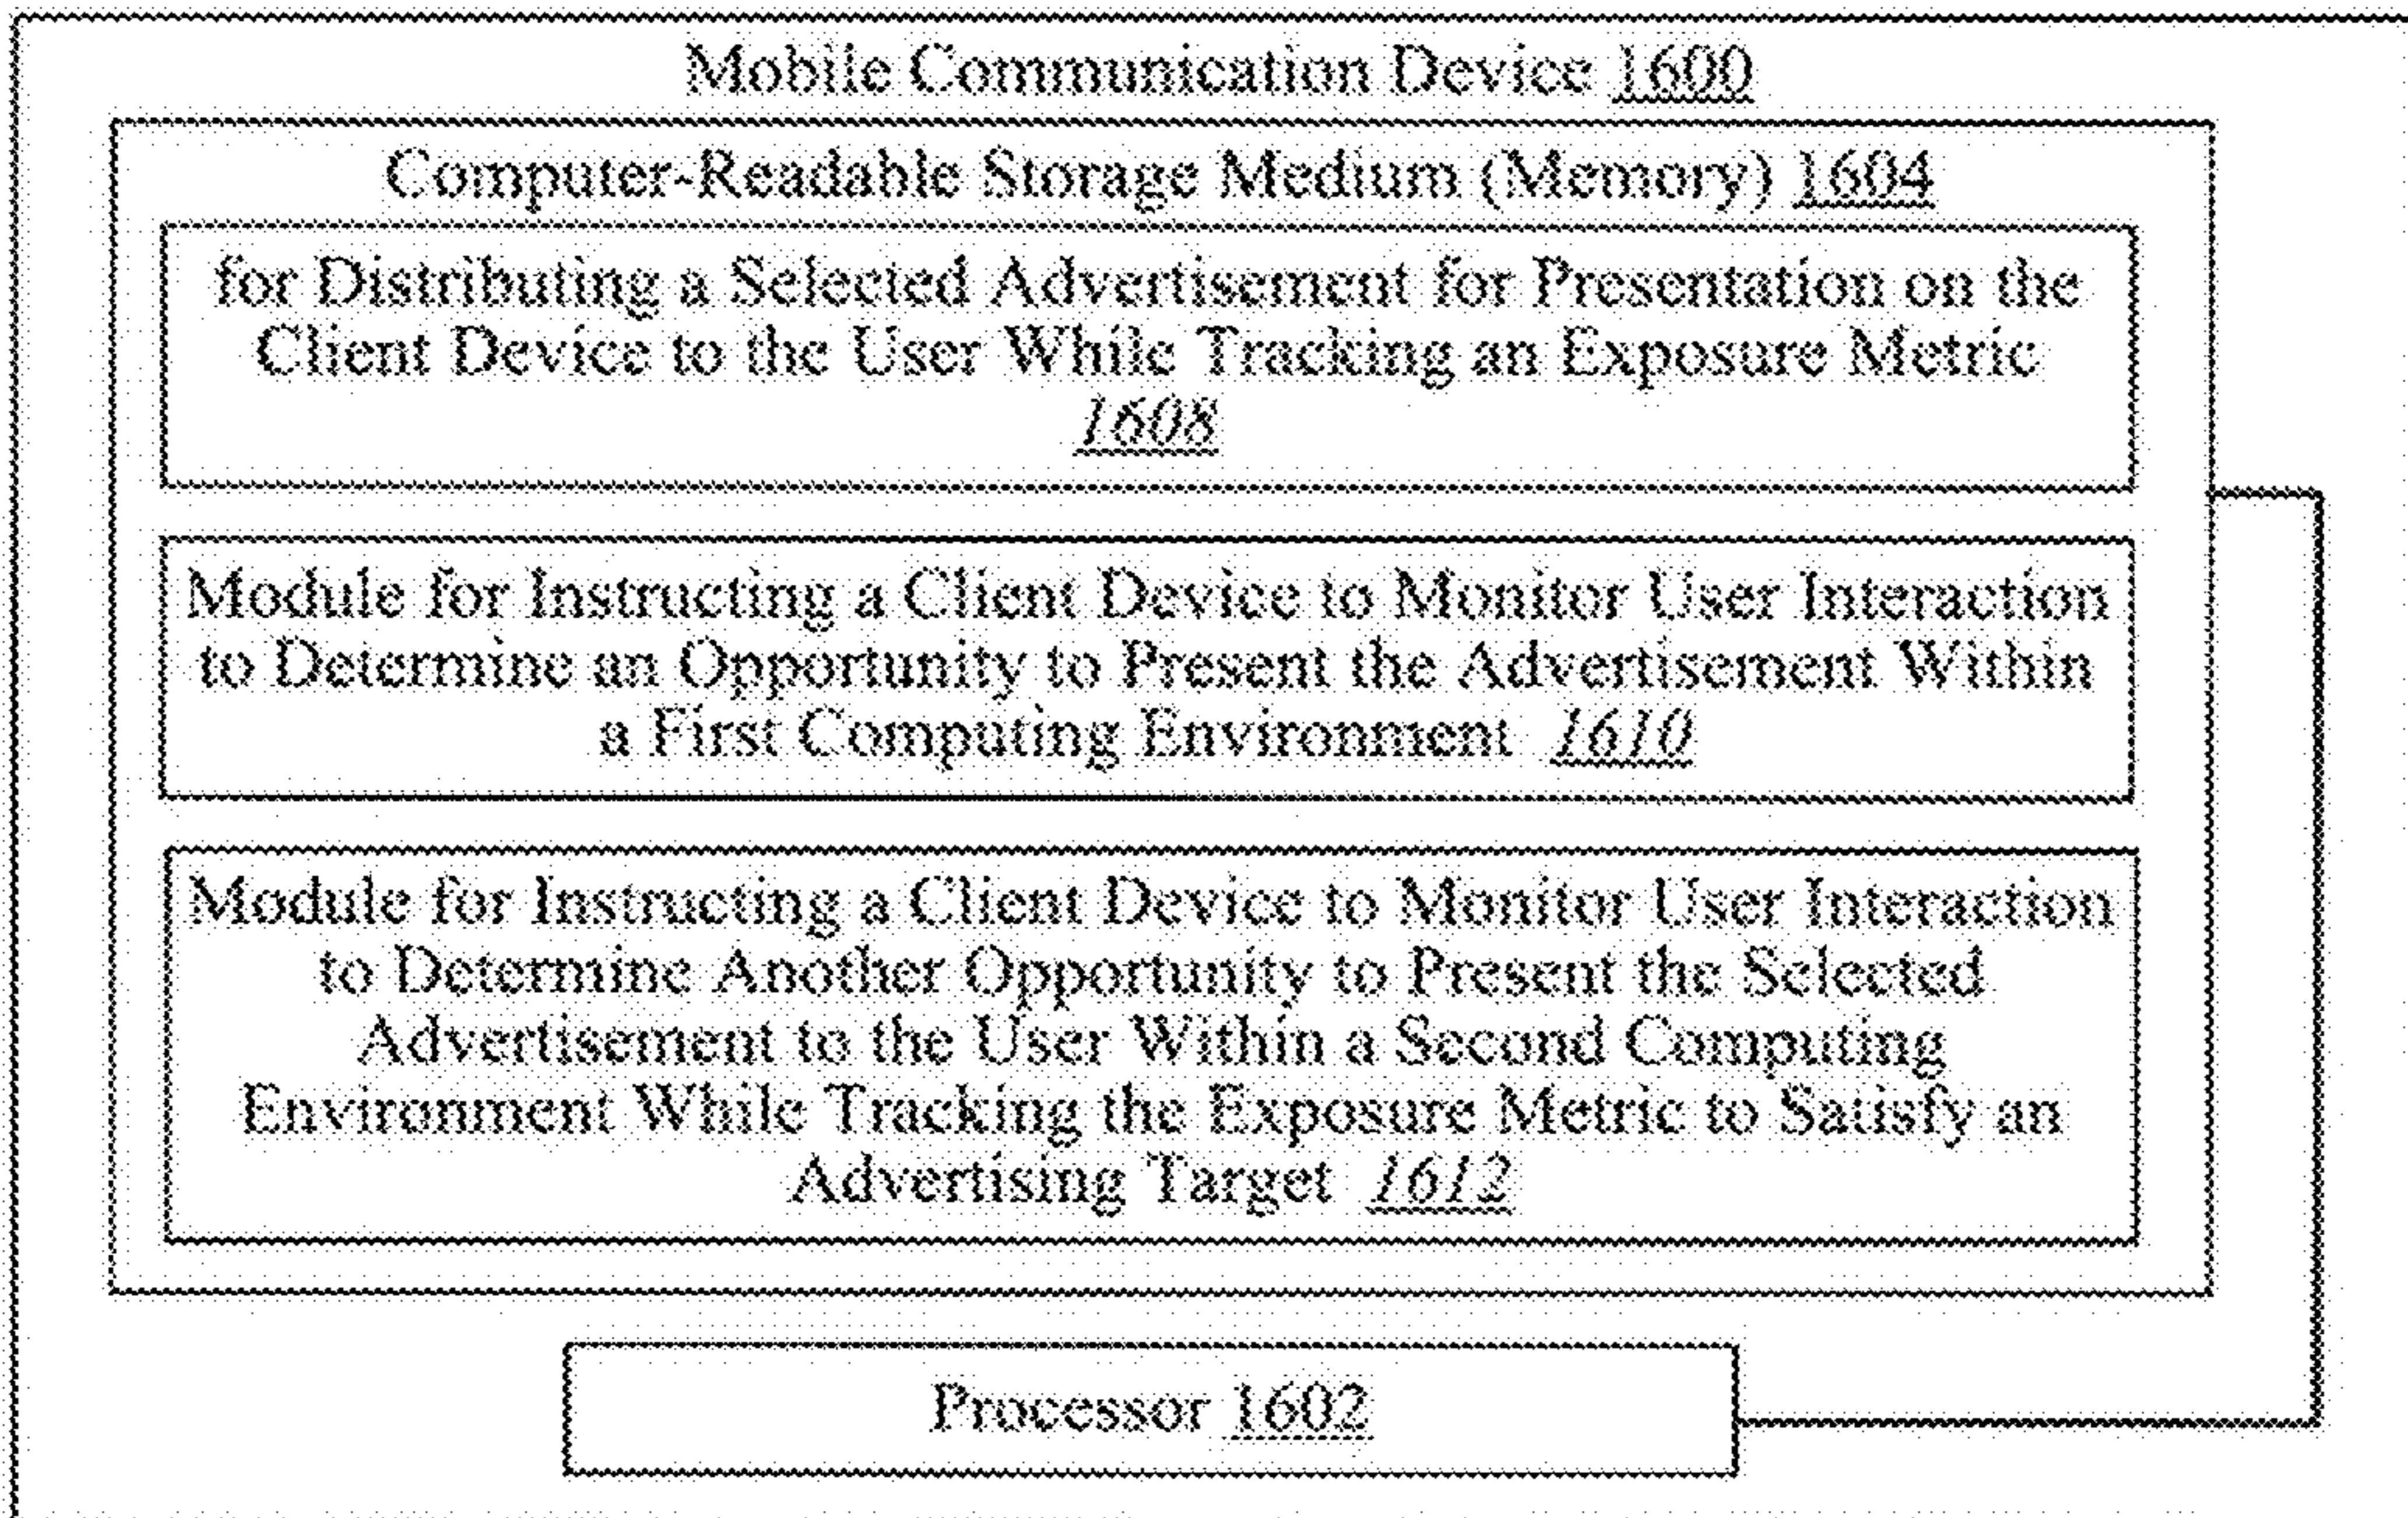 Mobile Communication Device 1600
Computer-Readable Storage Medium (Memory) 1604
for Distributing a Selected Advertisement for Presentation on the
Client Device to the User While Tracking an Exposure Metric
1608
Module for Instructing a Client Device to Monitor User Interaction
to Determine an Opportunity to Present the Advertisement Within
a First Computing Environment 1610
Module for Instructing a Client Device to Monitor User Interaction
to Determine Another Opportunity to Present the Selected
Advertisement to the User Within a Second Computing
Environment While Tracking the Exposure Metric to Satisfy an
Advertising Target 1612
Processor 1602